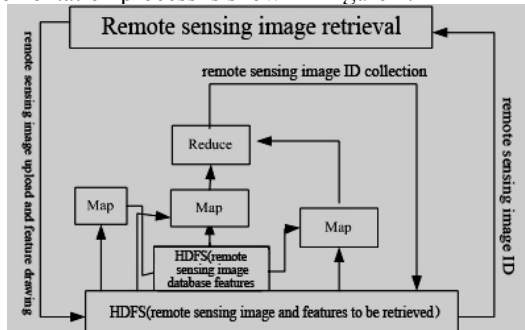 Remote sensing image retrieval
remote sensing image ID collection
remote sensing image upload and feature drawing
remote sensing image ID
Reduce
Map
Map
Map
HDFS(remote
sensing image
database features
HDFS(remote sensing image and features to be retrieved)